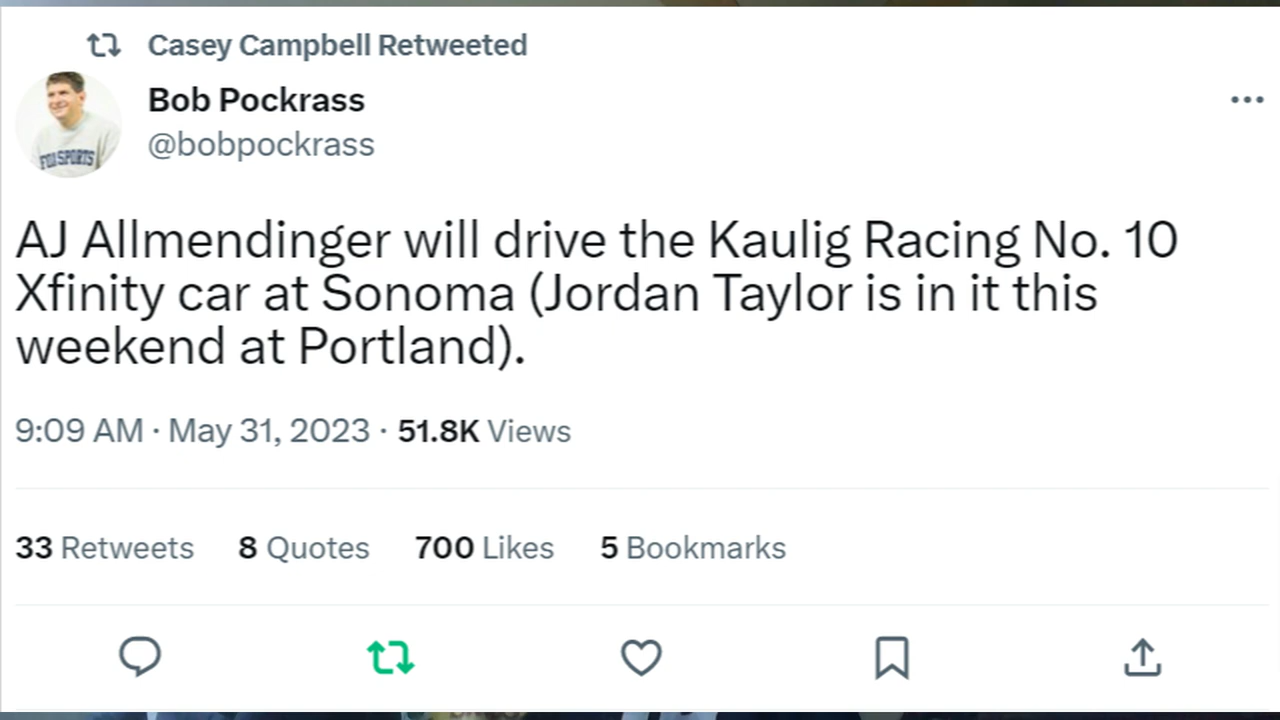 Casey Campbell Retweeted
Bob Pockrass
@bobpockrass
FOX SPORTS
AJ Allmendinger will drive the Kaulig Racing No. 10
Xfinity car at Sonoma (Jordan Taylor is in it this
weekend at Portland).
9:09 AM · May 31, 2023 · 51.8K Views
33 Retweets 8 Quotes 700 Likes 5 Bookmarks